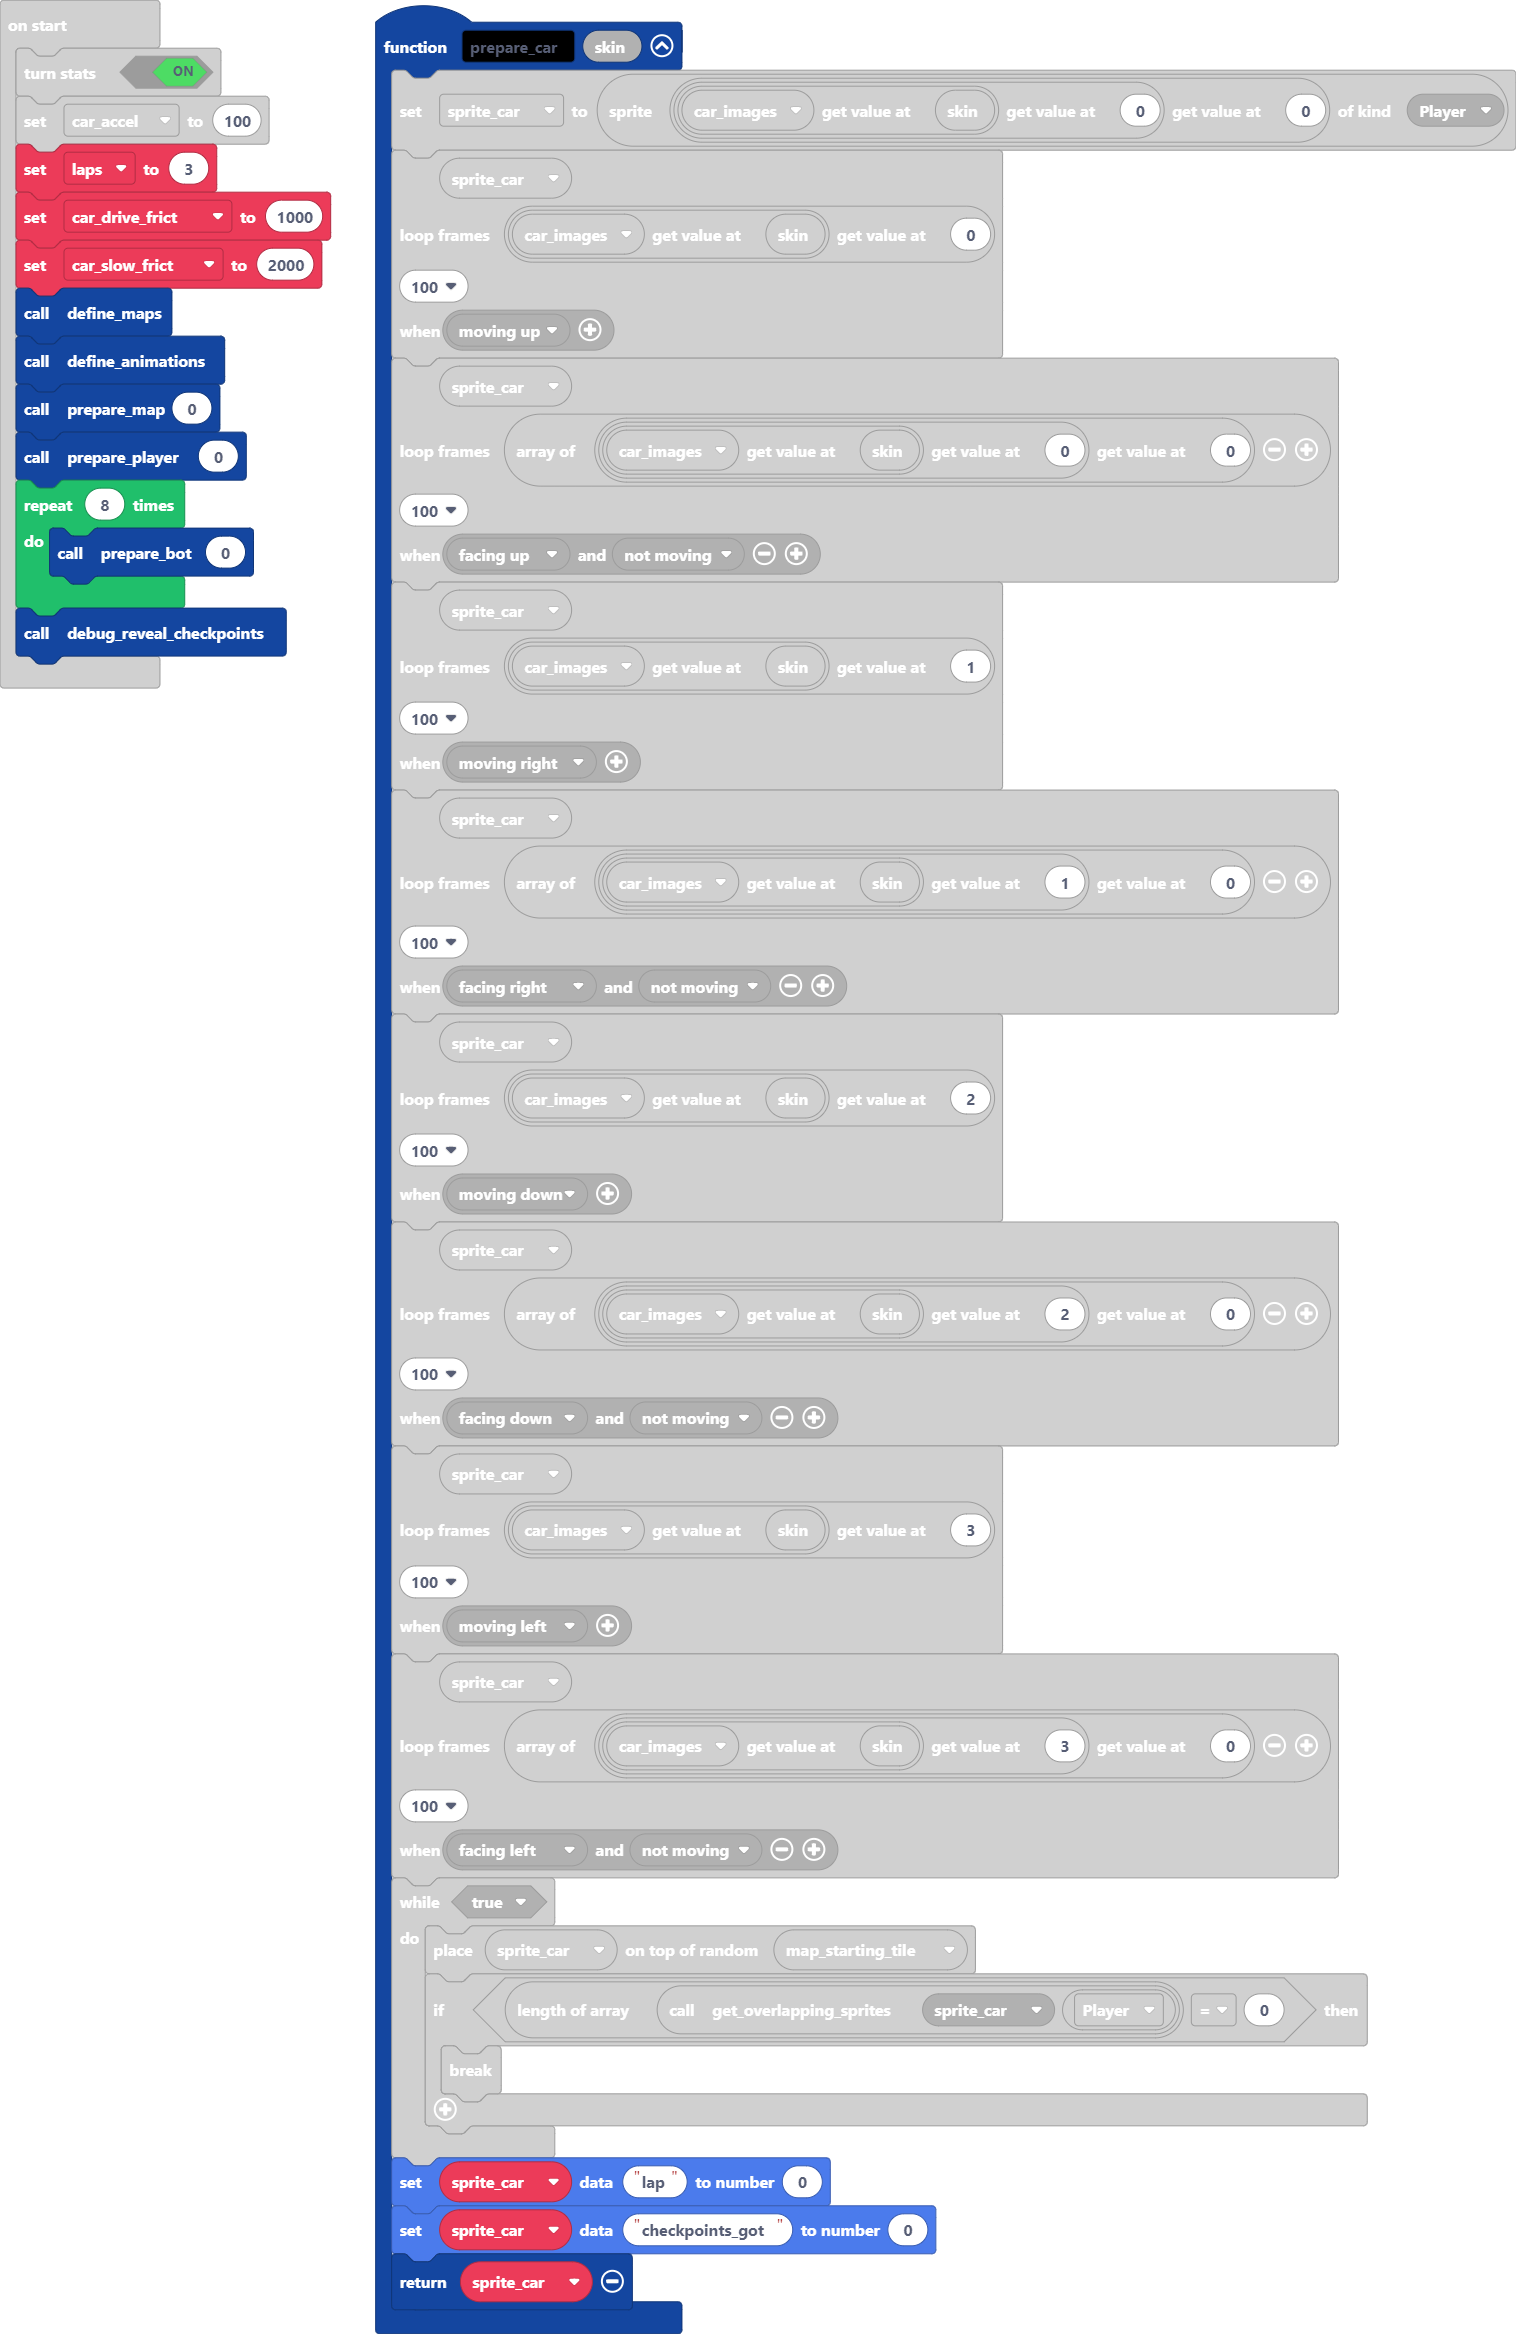 on start
turn stats ON
set car_accel to 100
set laps to 3
set car_drive_frict to 1000
set car_slow_frict to 2000
call define_maps
call define_animations
call prepare_map 0
call prepare_player 0
repeat 8 times
do call prepare_bot 0
call debug_reveal_checkpoints
function prepare_car skin
set sprite_car to sprite car_images get value at skin get value at 0 get value at 0 of kind Player
sprite_car
loop frames car_images get value at skin get value at 0
100
when moving up
sprite_car
loop frames array of car_images get value at skin get value at 0 get value at 0
100
when facing up and not moving
sprite_car
loop frames car_images get value at skin get value at 1
100
when moving right
sprite_car
loop frames array of car_images get value at skin get value at 1 get value at 0
100
when facing right and not moving
sprite_car
loop frames car_images get value at skin get value at 2
100
when moving down
sprite_car
loop frames array of car_images get value at skin get value at 2 get value at 0
100
when facing down and not moving
sprite_car
loop frames car_images get value at skin get value at 3
100
when moving left
sprite_car
loop frames array of car_images get value at skin get value at 3 get value at 0
100
when facing left and not moving
while true
do place sprite_car on top of random map_starting_tile
if length of array call get_overlapping_sprites sprite_car Player = 0 then
break
set sprite_car data "lap" to number 0
set sprite_car data "checkpoints_got" to number 0
return sprite_car